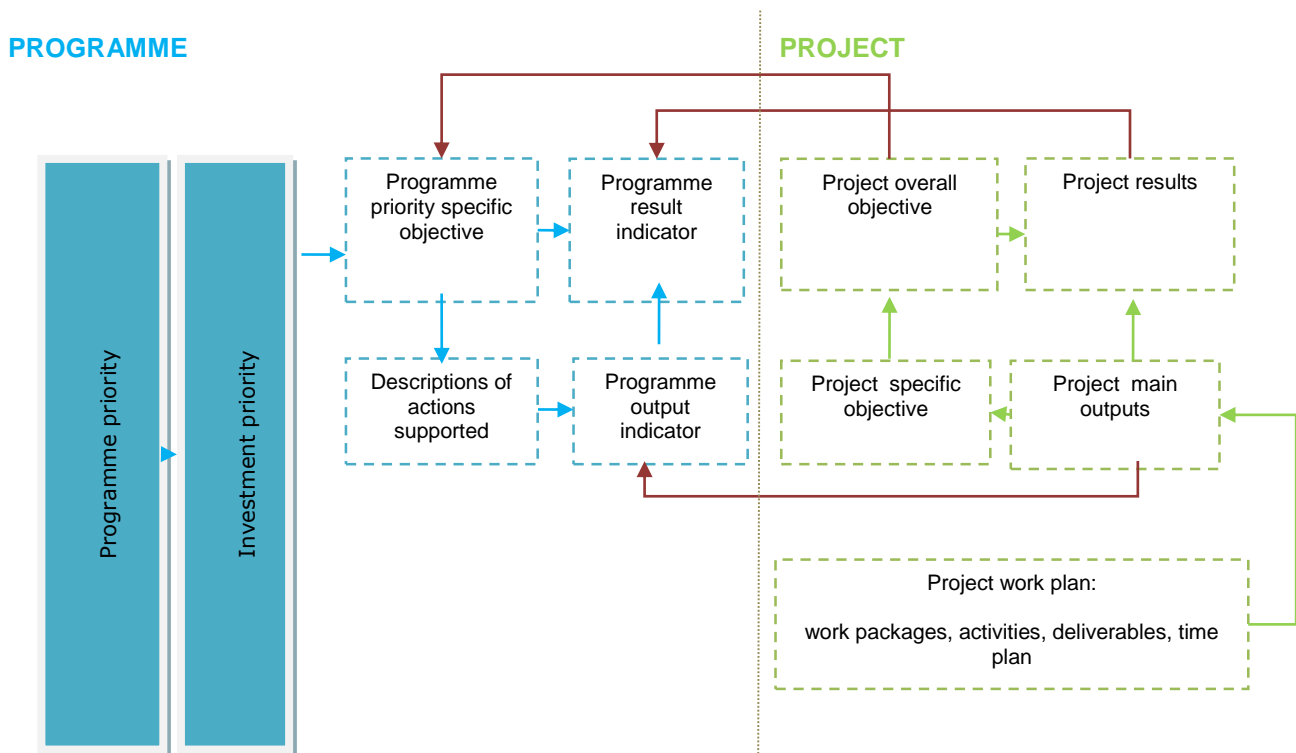 PROGRAMME
PROJECT
Programme priority
Investment priority
Programme
priority specific
objective
Programme
result
indicator
Project overall
objective
Project results
Descriptions of
actions
supported
Programme
output
indicator
Project  specific
objective
Project  main
outputs
Project work plan:
work packages, activities, deliverables, time
plan